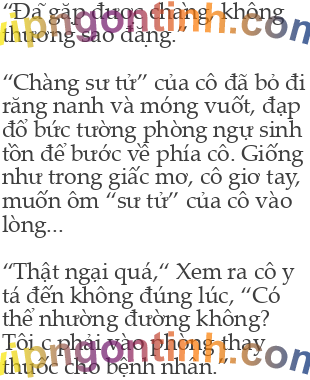 “Đã gặp được chàng, không
thương sao đặng.”
“Chàng sư tử” của cô đã bỏ đi
răng nanh và móng vuốt, đạp
đổ bức tường phòng ngự sinh
tồn để bước về phía cô. Giống
như trong giấc mơ, cô giơ tay,
muốn ôm “sư tử” của cô vào
lòng...
“Thật ngại quá,“ Xem ra cô y
tá đến không đúng lúc, “Có
thể nhường đường không?
Tôi c phải vào phòng thay
thuốc cho bệnh nhân.”
vipngontinh.com
vipngontinh.com